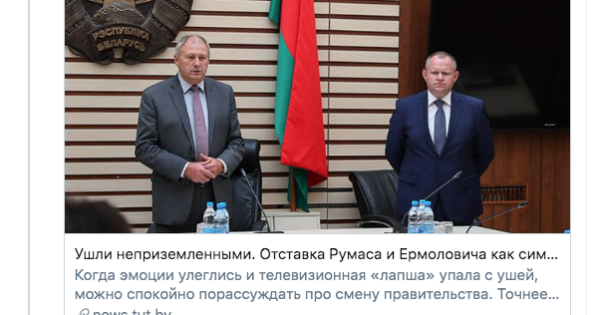 РЕСПУБЛИКА
БЕЛАРУСЬ
Ушли неприземленными. Отставка Румаса и Ермоловича как сим...
Когда эмоции улеглись и телевизионная «лапша» упала с ушей,
можно спокойно порассуждать про смену правительства. Точнее...
news.tut.by